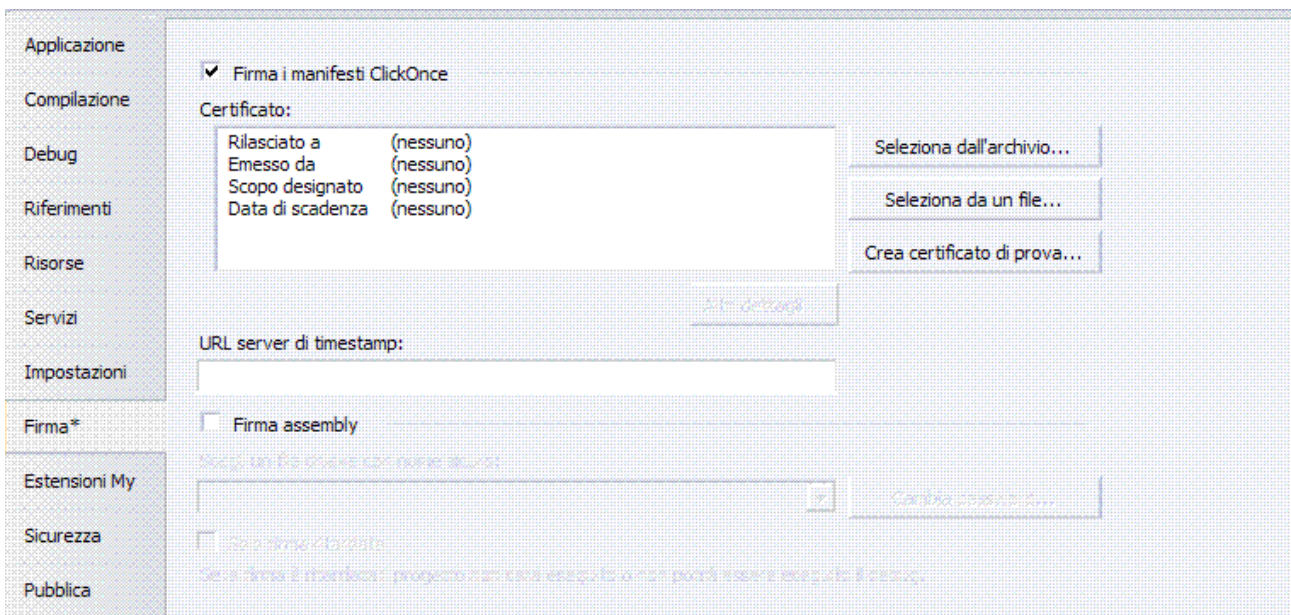 Applicazione
Compilazione
Debug
Riferimenti
Risorse
Servizi
Impostazioni
Firma*
Estensioni My
Sicurezza
Pubblica
Firma i manifesti ClickOnce
Certificato:
Rilasciato a (nessuno)
Emesso da (nessuno)
Scopo designato (nessuno)
Data di scadenza (nessuno)
Seleziona dall'archivio...
Seleziona da un file...
Crea certificato di prova...
URL server di timestamp:
Firma assembly